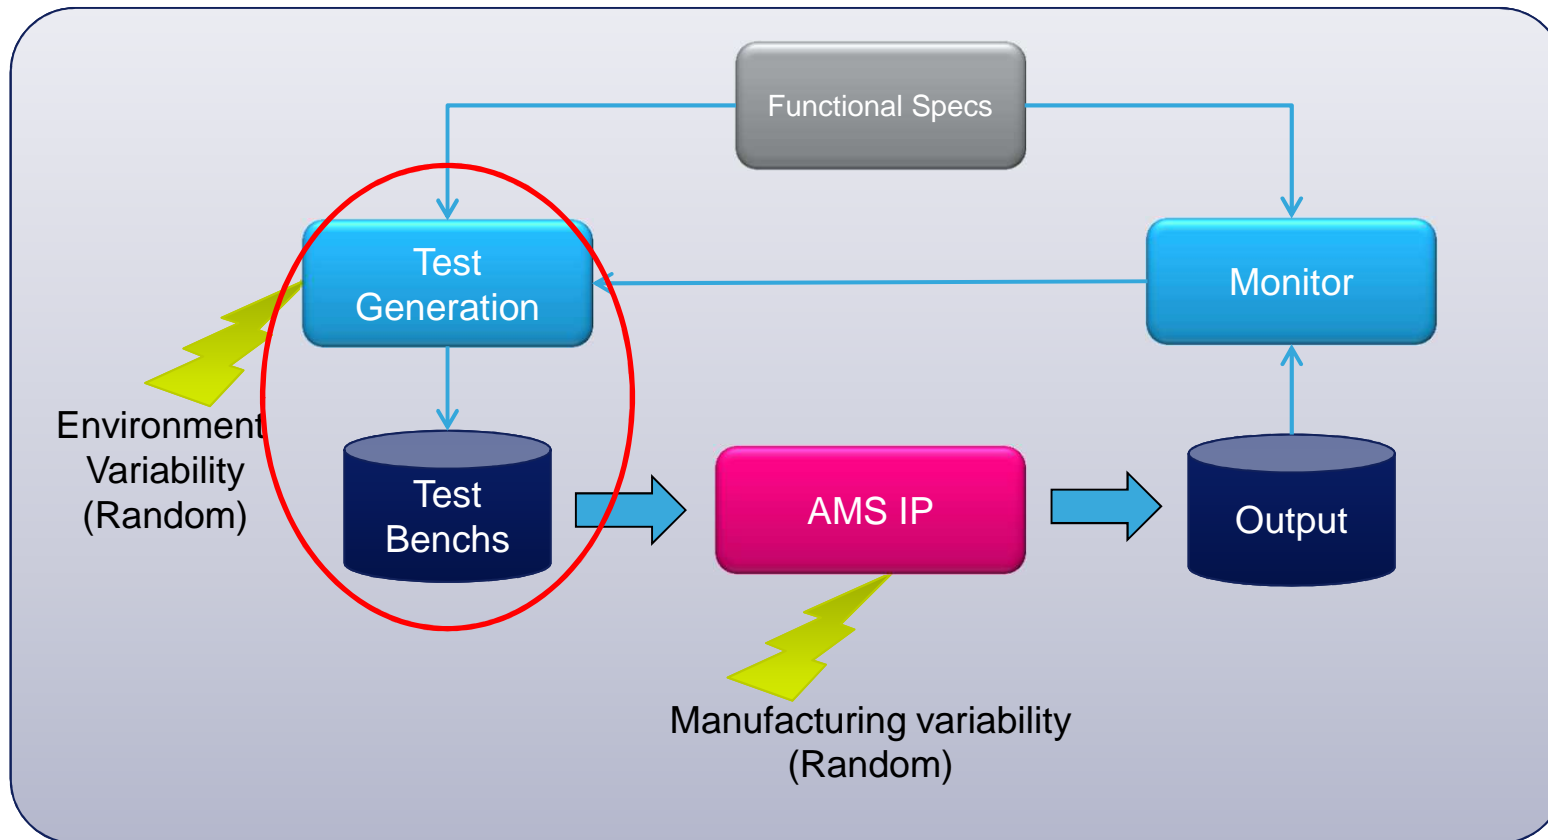 Functional Specs
Test
Generation
Monitor
Environment
Variability
(Random)
Test
Benchs
AMS IP
Output
Manufacturing variability
(Random)